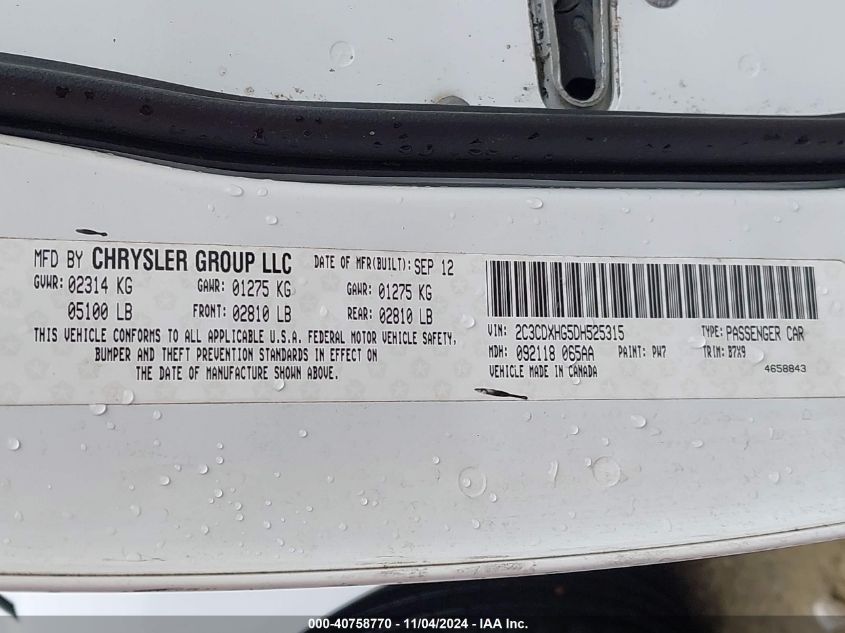 MFD BY CHRYSLER GROUP LLC
DATE OF MFR(BUILT): SEP 12
GVWR: 02314 KG
GAWR: 01275 KG
GAWR: 01275 KG
05100 LB
FRONT: 02810 LB
REAR: 02810 LB
THIS VEHICLE CONFORMS TO ALL APPLICABLE U.S.A. FEDERAL MOTOR VEHICLE SAFETY,
BUMPER AND THEFT PREVENTION STANDARDS IN EFFECT ON
THE DATE OF MANUFACTURE SHOWN ABOVE.
VIN: 2C3CDXHG5DH525315
TYPE: PASSENGER CAR
MDH: 092118 065AA
PAINT: PW7
TRIM: B7X9
VEHICLE MADE IN CANADA
4658843
000-40758770 - 11/04/2024 - IAA Inc.